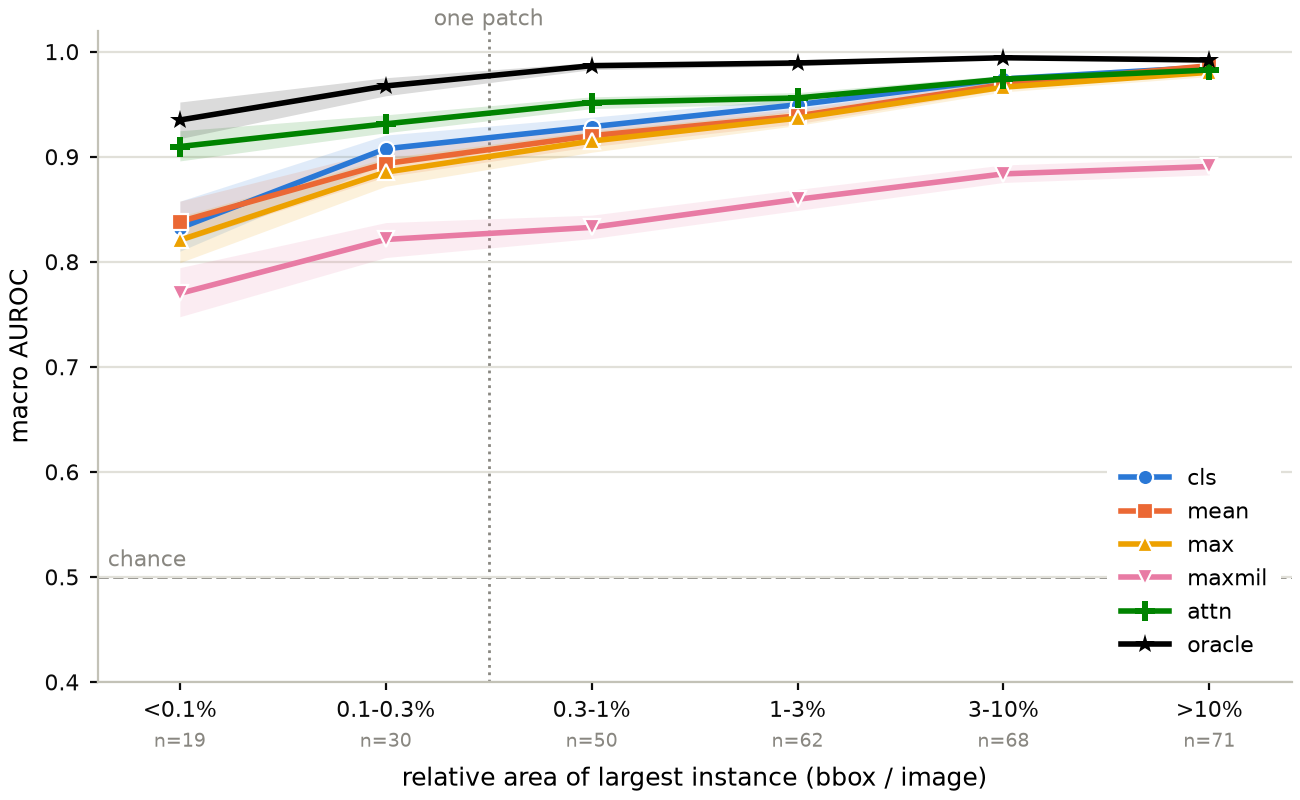 one patch
1.0
0.9
0.8
0.7
0.6
0.5
0.4
macro AUROC
chance
cls
mean
max
maxmil
attn
oracle
<0.1% 0.1-0.3% 0.3-1% 1-3% 3-10% >10%
n=19 n=30 n=50 n=62 n=68 n=71
relative area of largest instance (bbox / image)